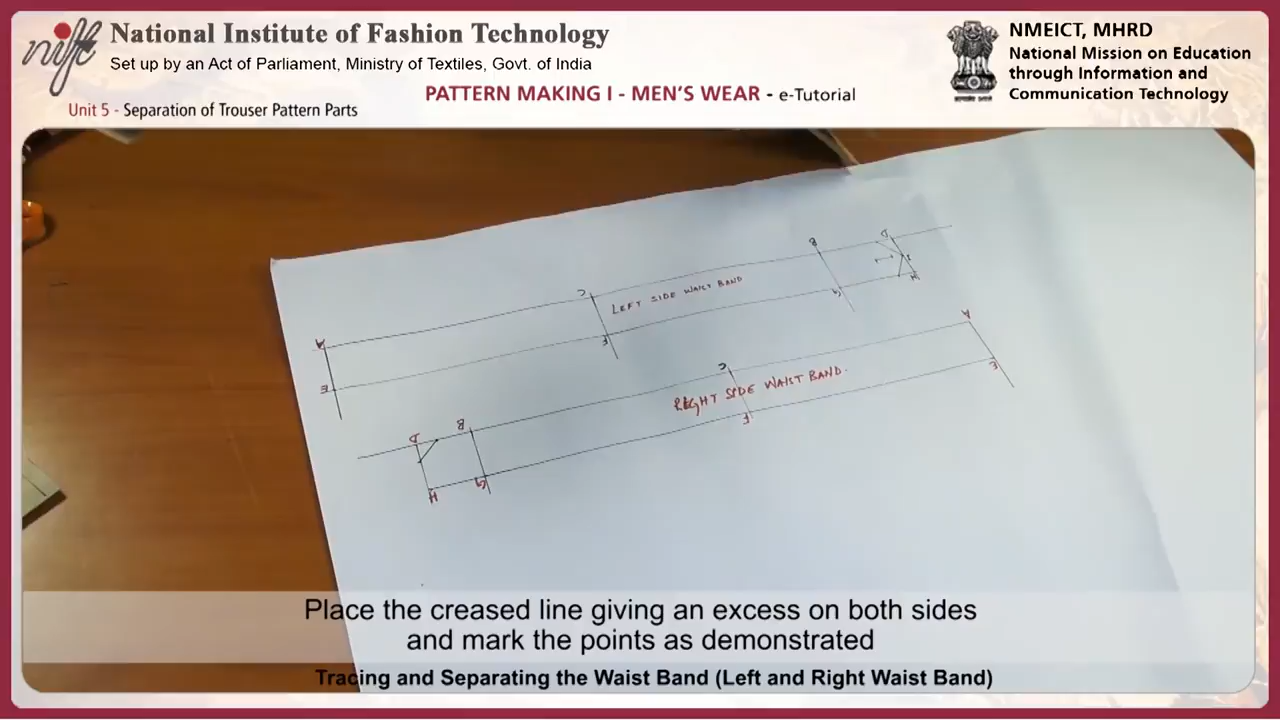 nift
National Institute of Fashion Technology
Set up by an Act of Parliament, Ministry of Textiles, Govt. of India
NMEICT, MHRD
National Mission on Education
through Information and
Communication Technology
PATTERN MAKING I - MEN'S WEAR - e-Tutorial
Unit 5 - Separation of Trouser Pattern Parts
A C B D
LEFT SIDE WAIST BAND
E F G I H
D B C A
RIGHT SIDE WAIST BAND.
H G F E
Place the creased line giving an excess on both sides
and mark the points as demonstrated
Tracing and Separating the Waist Band (Left and Right Waist Band)